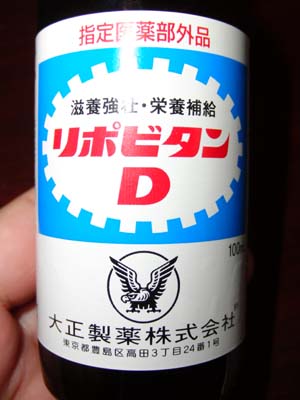 指定医薬部外品
滋養強壮・栄養補給
リポビタン
D
100m
大正製薬株式会社
東京都豊島区高田3丁目24番1号